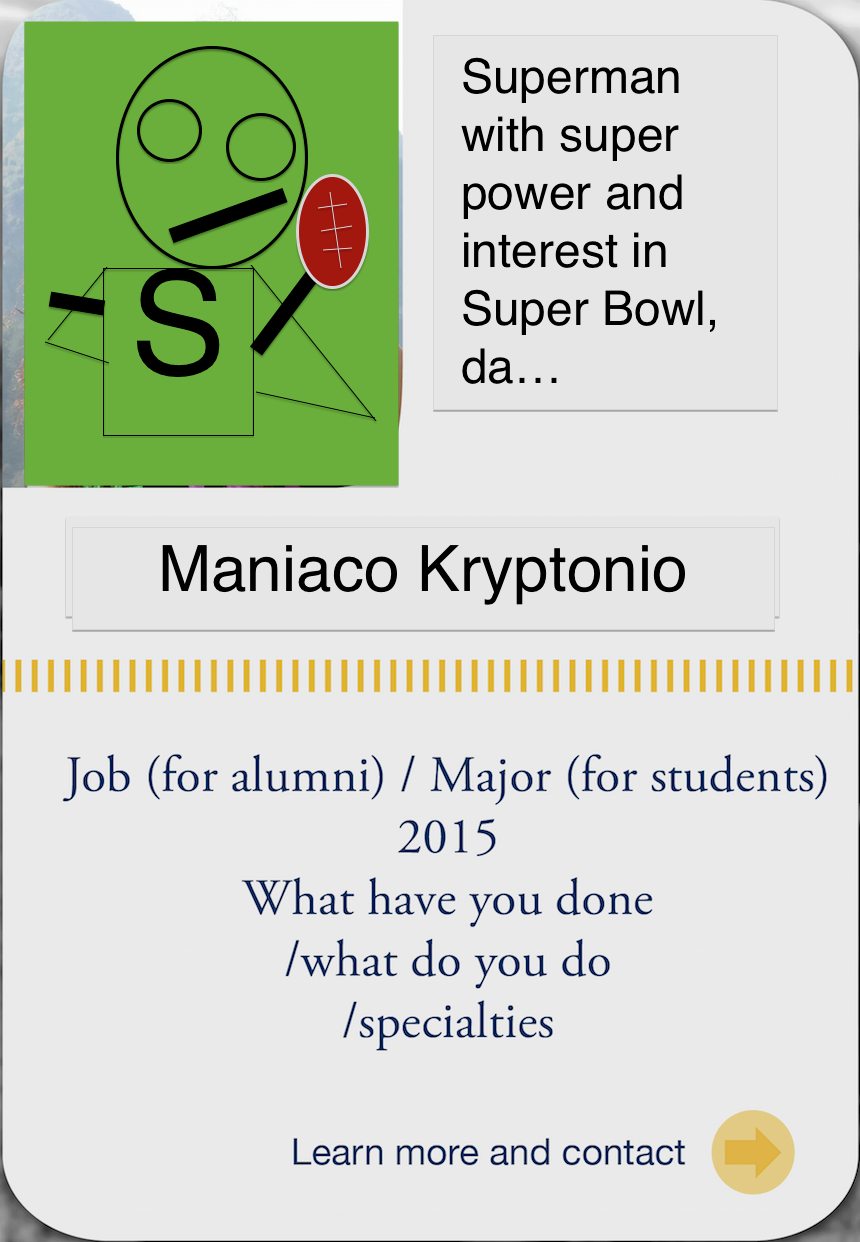 S
Superman
with super
power and
interest in
Super Bowl,
da…
Maniaco Kryptonio
Job (for alumni) / Major (for students)
2015
What have you done
/what do you do
/specialties
Learn more and contact